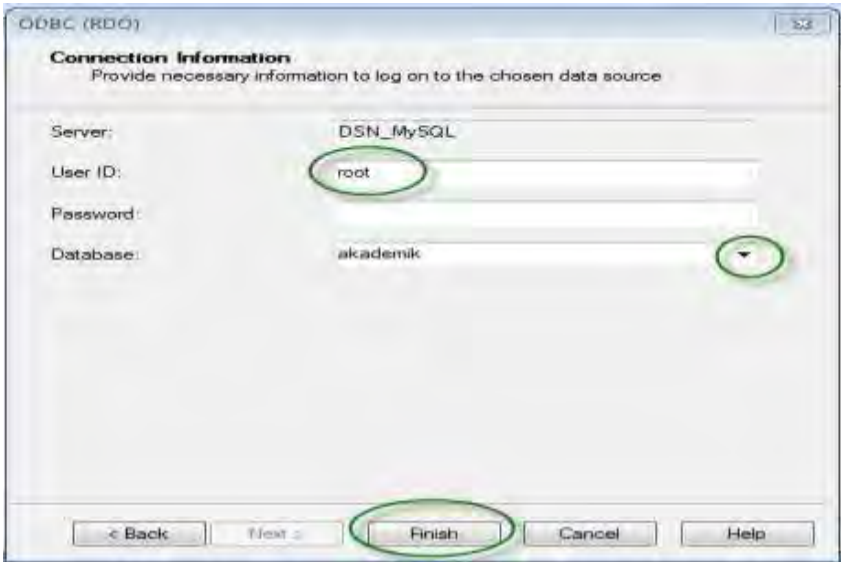 ODBC (RDO)
Connection Information
Provide necessary information to log on to the chosen data source
Server: DSN_MySQL
User ID: root
Password:
Database: akademik
< Back Next > Finish Cancel Help